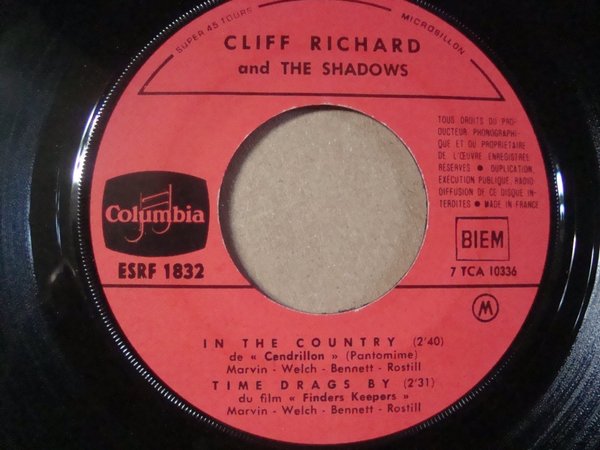 SUPER 45 TOURS
MICROSILLON
CLIFF RICHARD
and THE SHADOWS
TOUS DROITS DU PRO-
DUCTEUR PHONOGRAPHI-
QUE ET DU PROPRIETAIRE
DE L'ŒUVRE ENREGISTRÉE
RÉSERVÉS ● DUPLICATION,
EXÉCUTION PUBLIQUE RADIO-
DIFFUSION DE CE DISQUE IN-
TERDITES ● MADE IN FRANCE
Columbia
ESRF 1832
BIEM
7 TCA 10336
M
IN THE COUNTRY (2'40)
de « Cendrillon » (Pantomime)
Marvin - Welch - Bennett - Rostill
TIME DRAGS BY (2'31)
du film « Finders Keepers »
Marvin - Welch - Bennett - Rostill